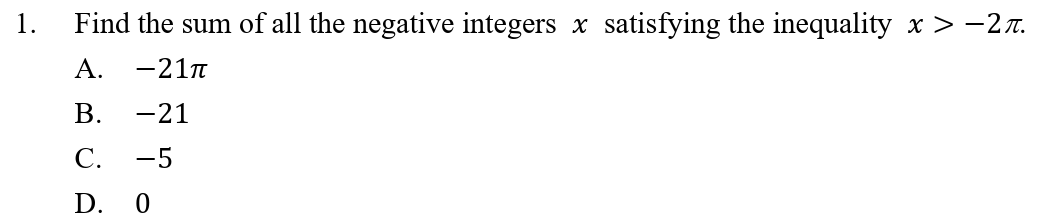 1. Find the sum of all the negative integers x satisfying the inequality x > −2π.
A. −21π
B. −21
C. −5
D. 0